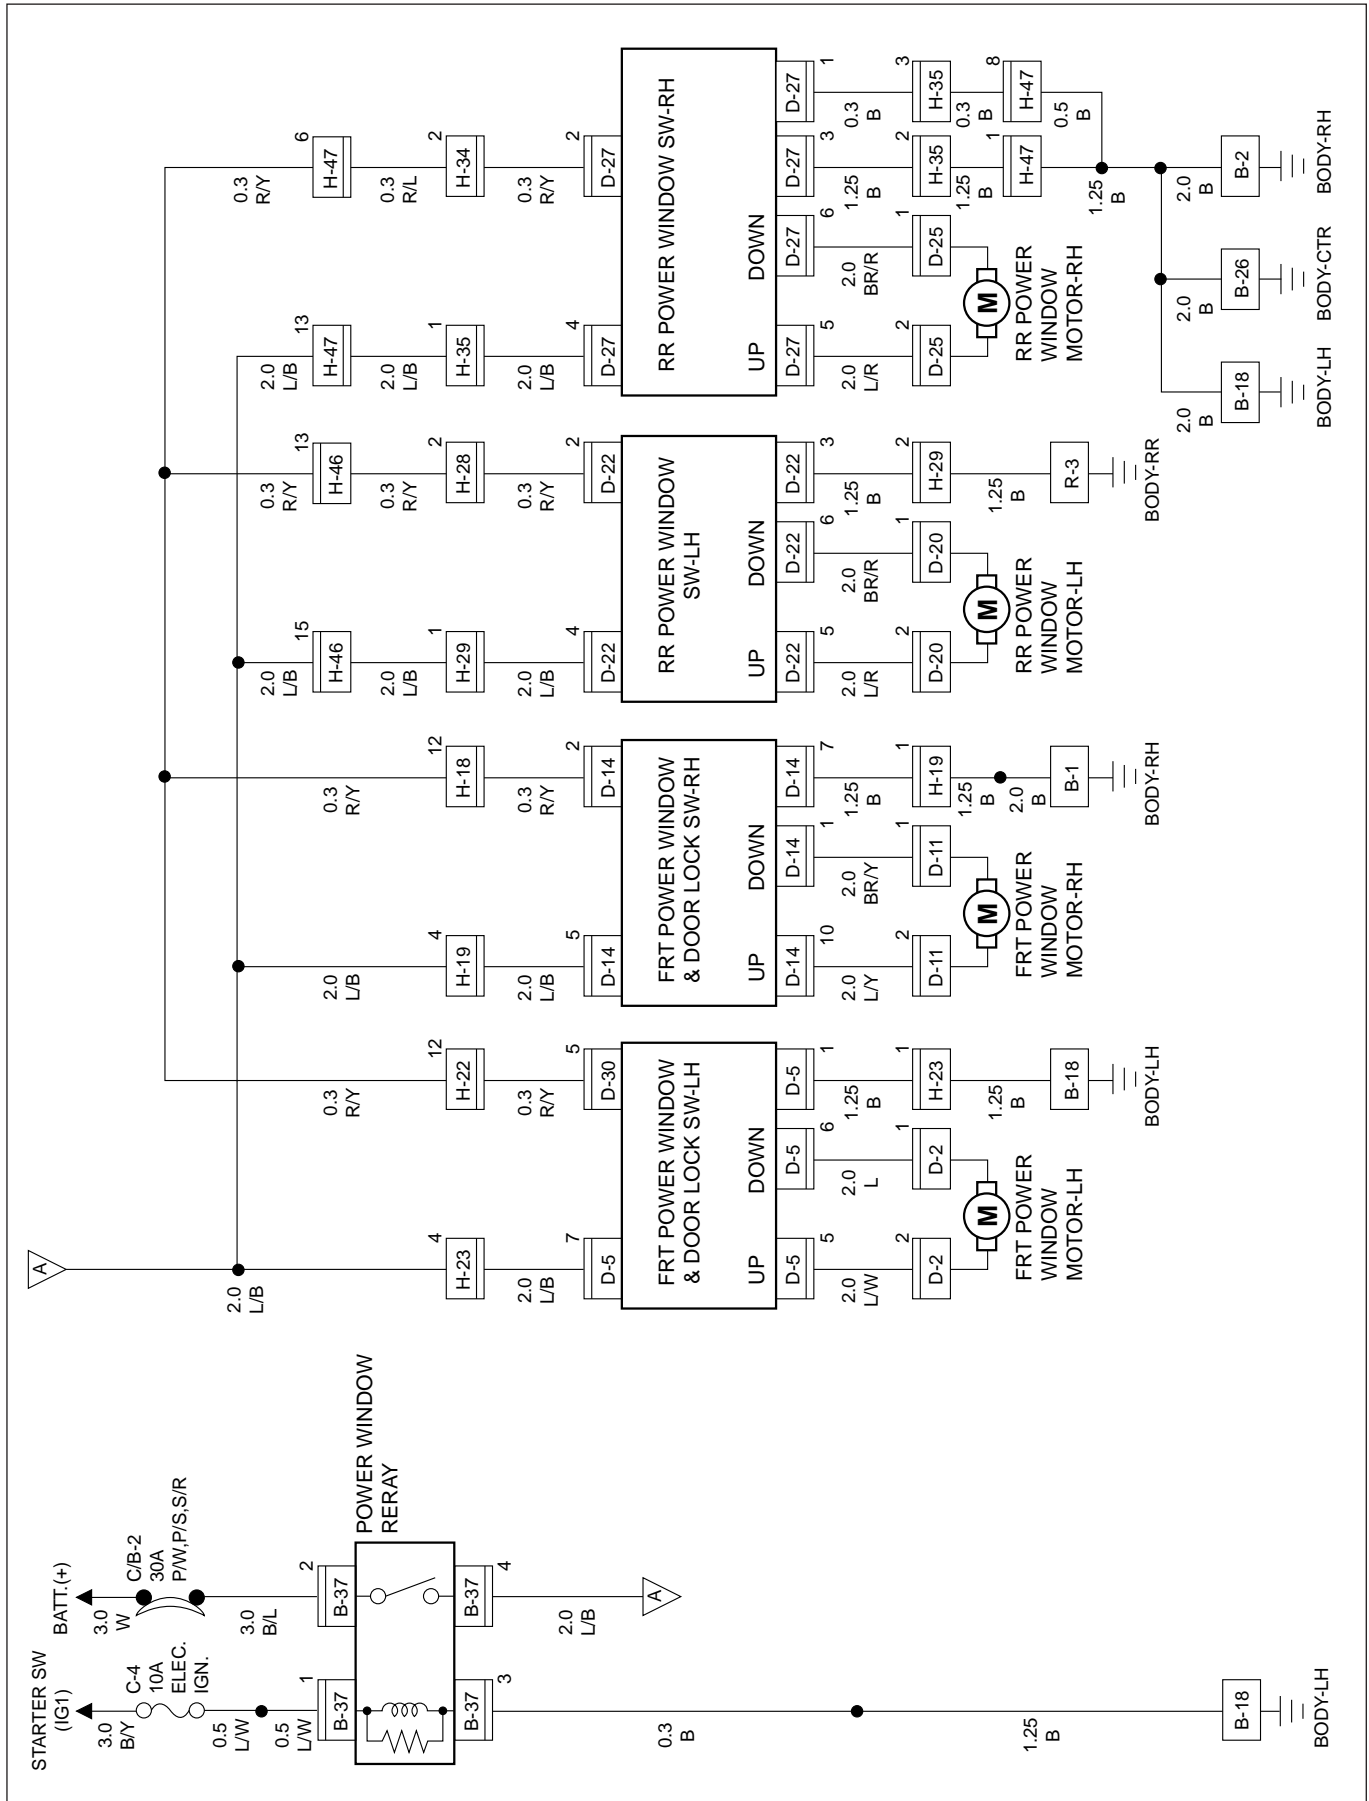 STARTER SW
(IG1)
3.0
B/Y
C-4
10A
ELEC.
IGN.
0.5
L/W
0.5
L/W
1
B-37
B-37
3
0.3
B
1.25
B
B-18
BODY-LH
BATT.(+)
3.0
W
C/B-2
30A
P/W,P/S,S/R
3.0
B/L
2
B-37
B-37
4
2.0
L/B
A
POWER WINDOW
RERAY
A
2.0
L/B
4
H-23
2.0
L/B
7
D-5
0.3
R/Y
12
H-22
0.3
R/Y
5
D-30
FRT POWER WINDOW
& DOOR LOCK SW-LH
UP
DOWN
D-5
5
2.0
L/W
2
D-2
D-5
6
2.0
L
1
D-2
M
FRT POWER
WINDOW
MOTOR-LH
D-5
1
1.25
B
1
H-23
1.25
B
B-18
BODY-LH
2.0
L/B
4
H-19
2.0
L/B
5
D-14
0.3
R/Y
12
H-18
0.3
R/Y
2
D-14
FRT POWER WINDOW
& DOOR LOCK SW-RH
UP
DOWN
D-14
10
2.0
L/Y
2
D-11
D-14
1
2.0
BR/Y
1
D-11
M
FRT POWER
WINDOW
MOTOR-RH
D-14
7
1.25
B
1
H-19
1.25
B
2.0
B
B-1
BODY-RH
2.0
L/B
15
H-46
2.0
L/B
1
H-29
2.0
L/B
4
D-22
0.3
R/Y
13
H-46
0.3
R/Y
2
H-28
0.3
R/Y
2
D-22
RR POWER WINDOW
SW-LH
UP
DOWN
D-22
5
2.0
L/R
2
D-20
D-22
6
2.0
BR/R
1
D-20
M
RR POWER
WINDOW
MOTOR-LH
D-22
3
1.25
B
2
H-29
1.25
B
R-3
BODY-RR
2.0
L/B
13
H-47
2.0
L/B
1
H-35
2.0
L/B
4
D-27
0.3
R/Y
6
H-47
0.3
R/L
2
H-34
0.3
R/Y
2
D-27
RR POWER WINDOW SW-RH
UP
DOWN
D-27
5
2.0
L/R
2
D-25
D-27
6
2.0
BR/R
1
D-25
M
RR POWER
WINDOW
MOTOR-RH
D-27
3
1.25
B
2
H-35
1.25
B
1
H-47
1.25
B
D-27
1
0.3
B
3
H-35
0.3
B
8
H-47
0.5
B
2.0
B
B-18
BODY-LH
2.0
B
B-26
BODY-CTR
2.0
B
B-2
BODY-RH